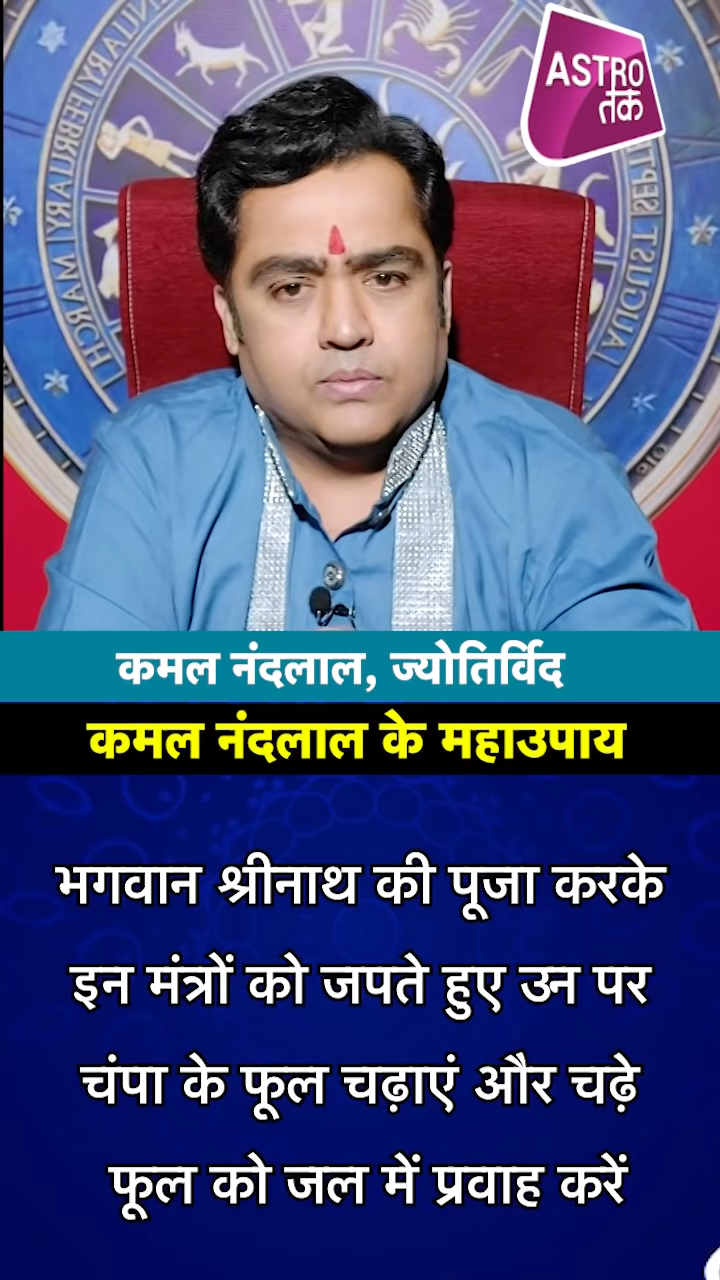 ASTRO
तक
कमल नंदलाल, ज्योतिर्विद
कमल नंदलाल के महाउपाय
भगवान श्रीनाथ की पूजा करके
इन मंत्रों को जपते हुए उन पर
चंपा के फूल चढ़ाएं और चढ़े
फूल को जल में प्रवाह करें